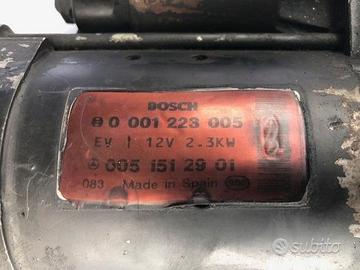 BOSCH
0 001 223 005
EV 12V 2.3KW
005 151 29 01
083 Made in Spain
subito